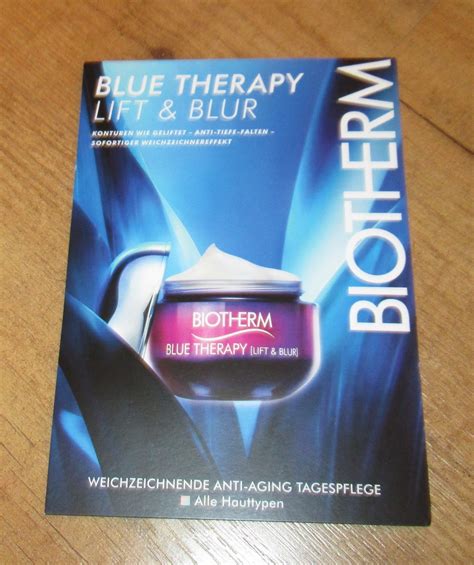 BLUE THERAPY
LIFT & BLUR
KONTUREN WIE GELIFTET – ANTI-TIEFE-FALTEN –
SOFORTIGER WEICHZEICHNEREFFEKT
BIOTHERM
BIOTHERM
BLUE THERAPY [LIFT & BLUR]
WEICHZEICHNENDE ANTI-AGING TAGESPFLEGE
Alle Hauttypen